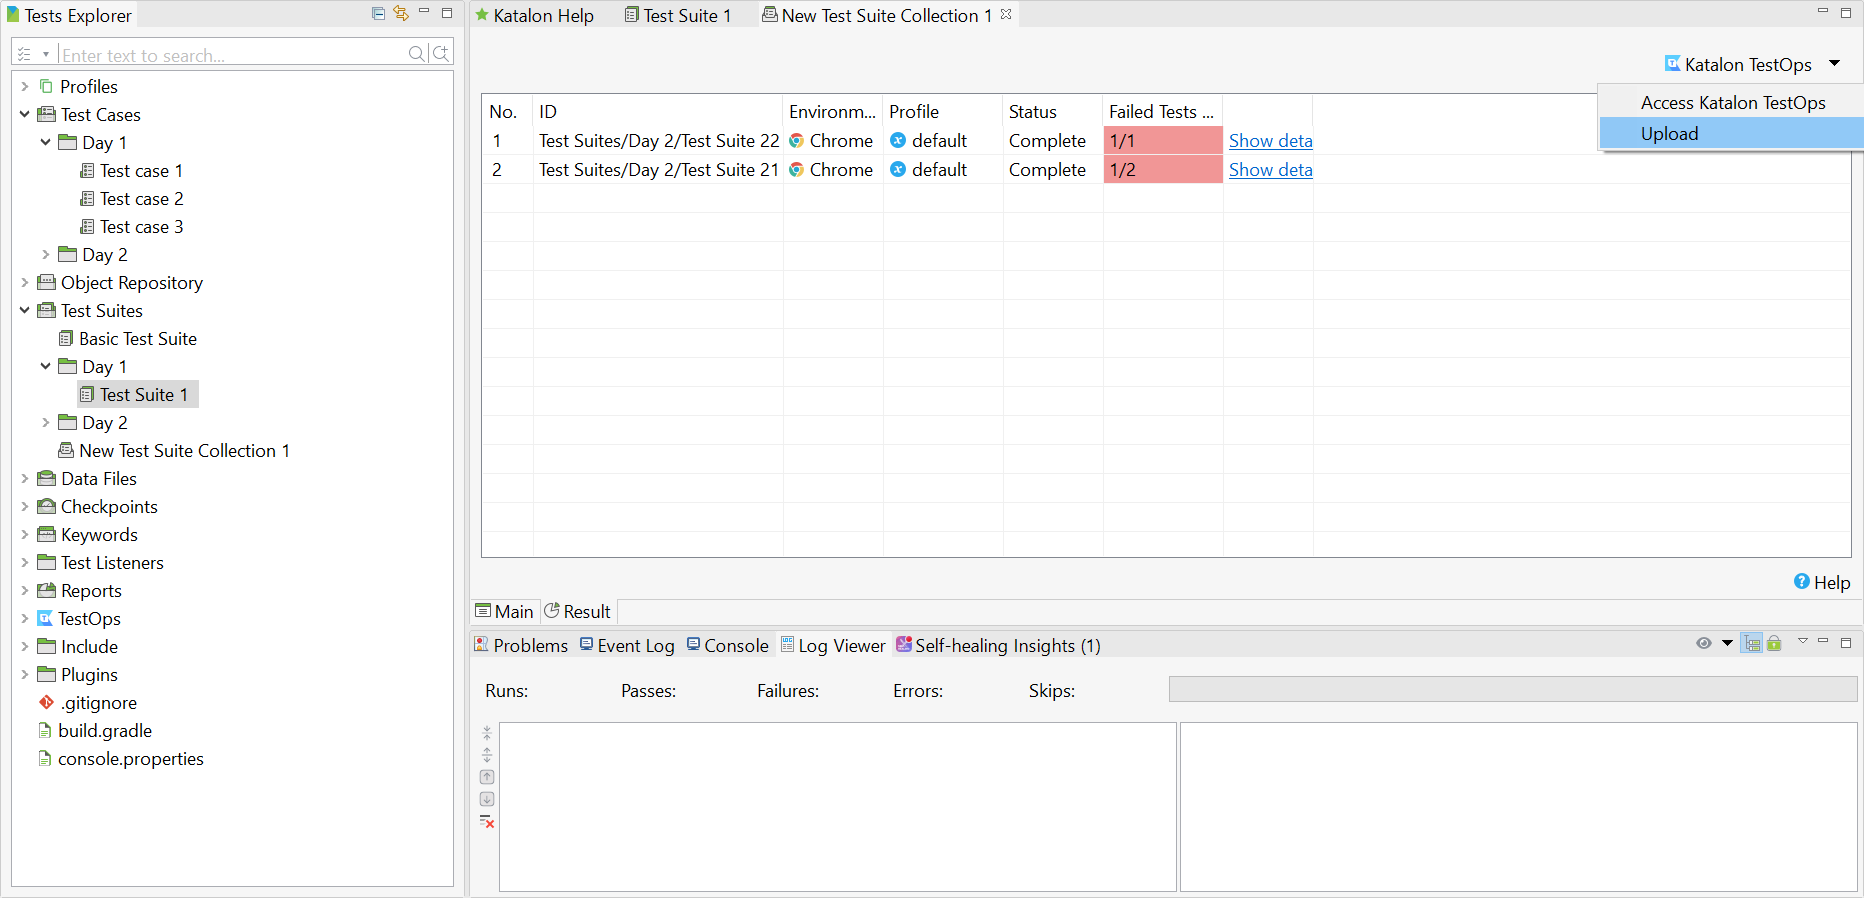 Tests Explorer
Enter text to search...
Profiles
Test Cases
Day 1
Test case 1
Test case 2
Test case 3
Day 2
Object Repository
Test Suites
Basic Test Suite
Day 1
Test Suite 1
Day 2
New Test Suite Collection 1
Data Files
Checkpoints
Keywords
Test Listeners
Reports
TestOps
Include
Plugins
.gitignore
build.gradle
console.properties
Katalon Help
Test Suite 1
New Test Suite Collection 1
Katalon TestOps
Access Katalon TestOps
Upload
No. ID Environm... Profile Status Failed Tests ...
1 Test Suites/Day 2/Test Suite 22 Chrome default Complete 1/1 Show deta
2 Test Suites/Day 2/Test Suite 21 Chrome default Complete 1/2 Show deta
Help
Main Result
Problems Event Log Console Log Viewer Self-healing Insights (1)
Runs: Passes: Failures: Errors: Skips: